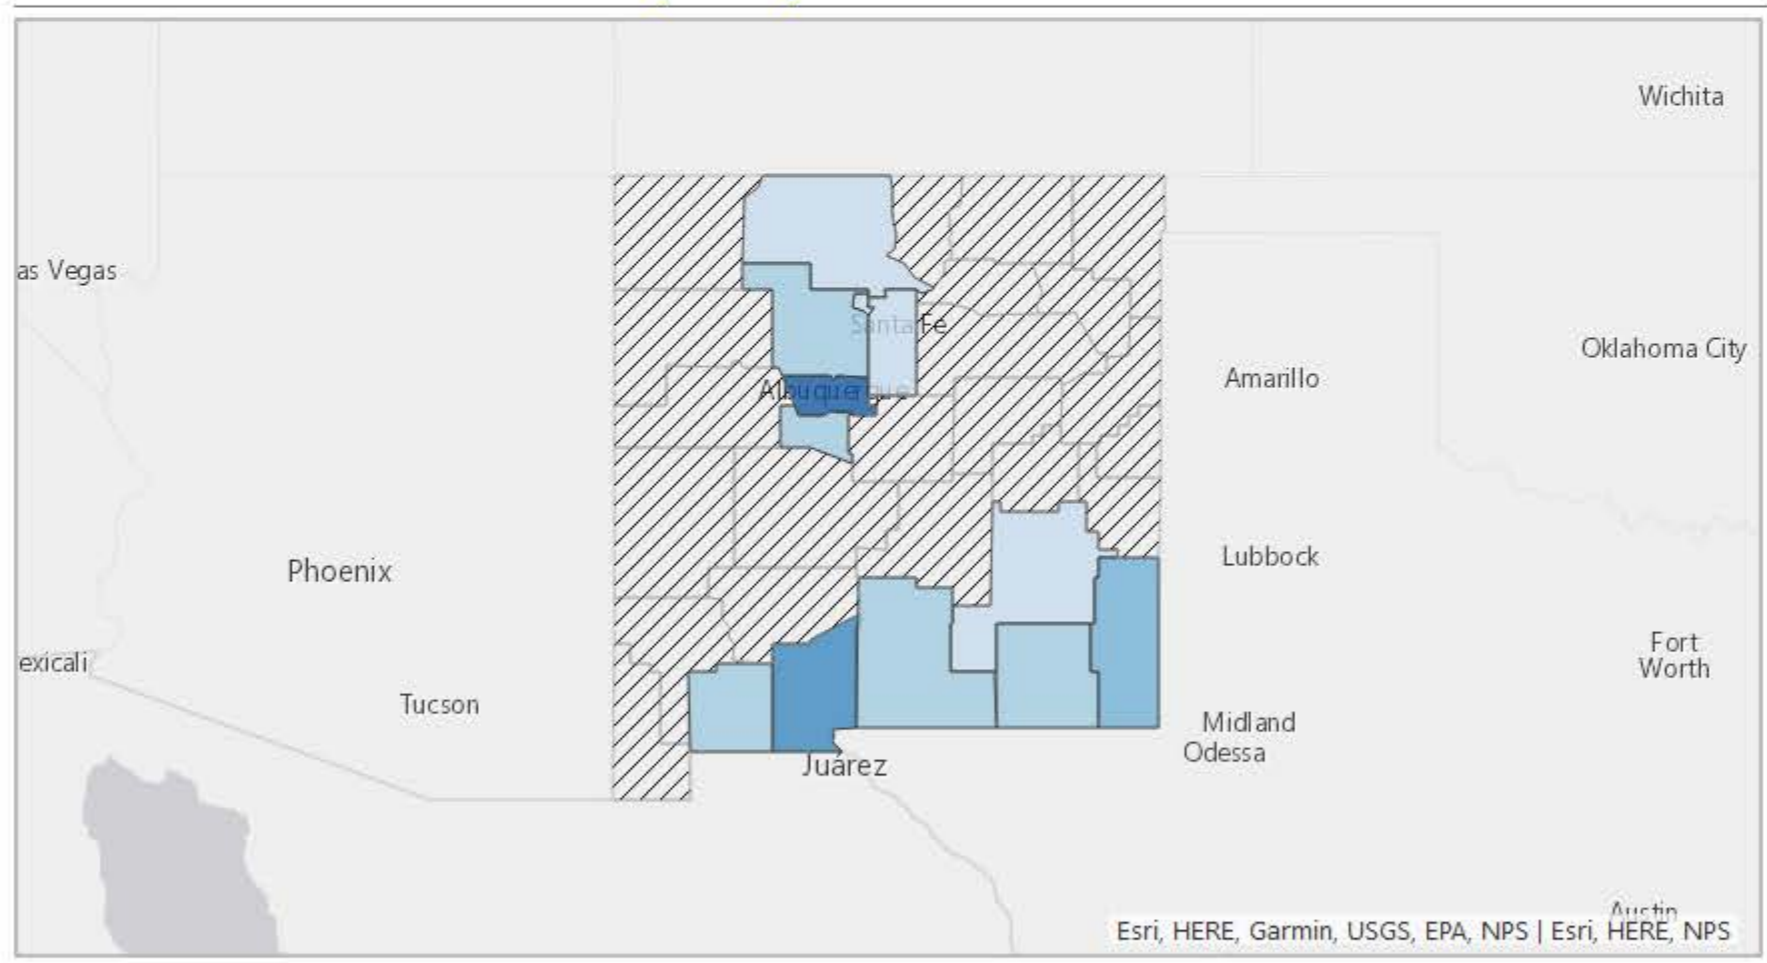 Wichita
as Vegas
Santa Fe
Oklahoma City
Amarillo
Albuquerque
Lubbock
Phoenix
Fort
Worth
exicali
Tucson
Midland
Odessa
Juárez
Austin
Esri, HERE, Garmin, USGS, EPA, NPS | Esri, HERE, NPS